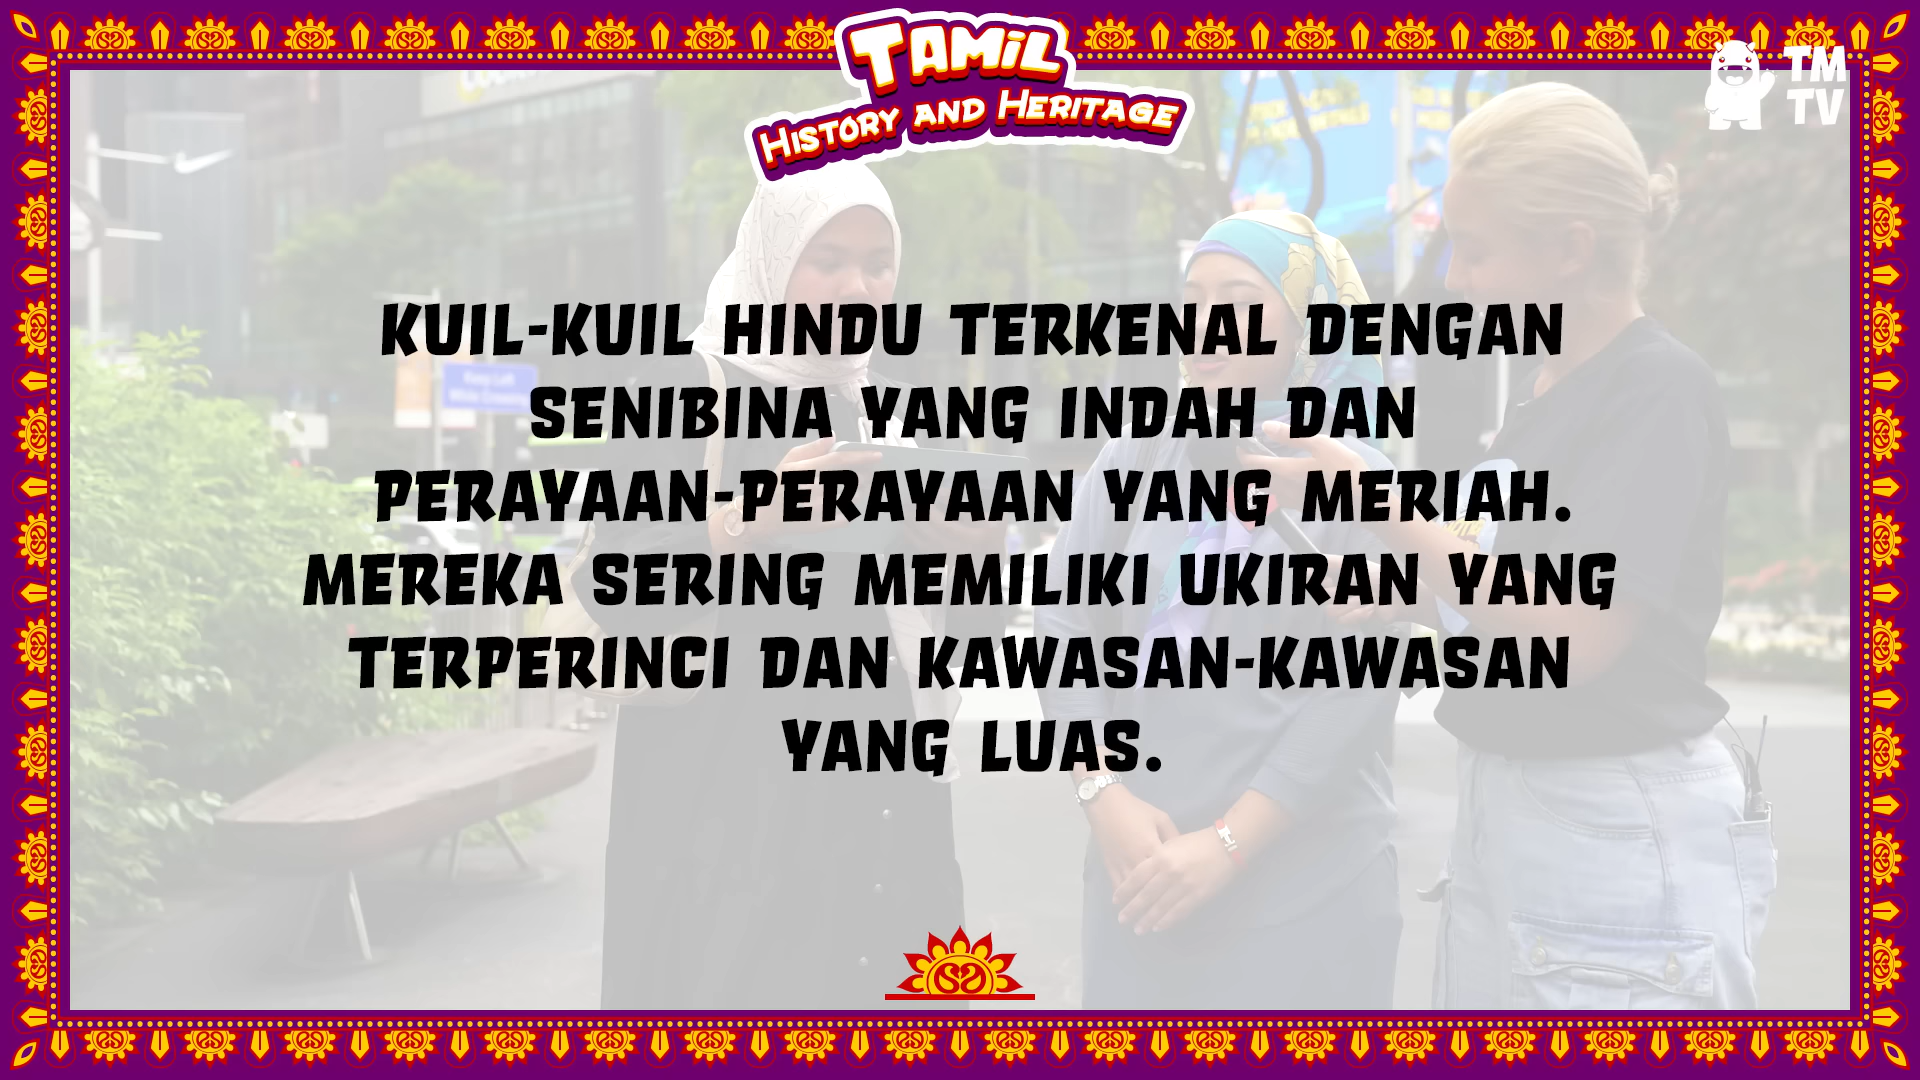 TAMIL
HISTORY AND HERITAGE
TM
TV
KUIL-KUIL HINDU TERKENAL DENGAN
SENIBINA YANG INDAH DAN
PERAYAAN-PERAYAAN YANG MERIAH.
MEREKA SERING MEMILIKI UKIRAN YANG
TERPERINCI DAN KAWASAN-KAWASAN
YANG LUAS.